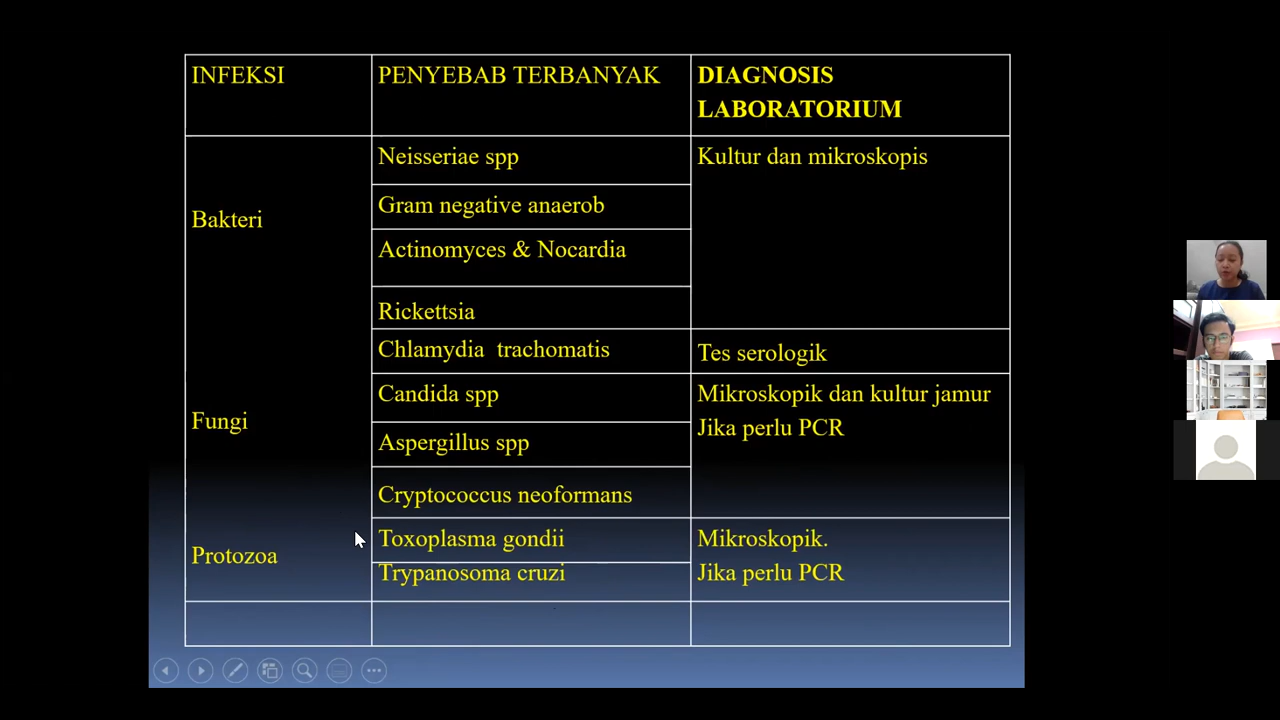 INFEKSI
PENYEBAB TERBANYAK
DIAGNOSIS
LABORATORIUM
Bakteri
Neisseriae spp
Kultur dan mikroskopis
Gram negative anaerob
Actinomyces & Nocardia
Rickettsia
Chlamydia trachomatis
Tes serologik
Fungi
Candida spp
Mikroskopik dan kultur jamur
Jika perlu PCR
Aspergillus spp
Cryptococcus neoformans
Protozoa
Toxoplasma gondii
Mikroskopik.
Jika perlu PCR
Trypanosoma cruzi